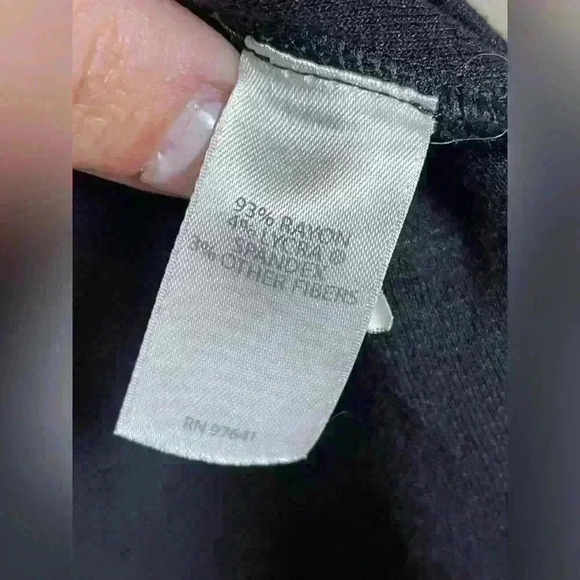 93% RAYON
4% LYCRA ®
SPANDEX
3% OTHER FIBERS
RN 97641